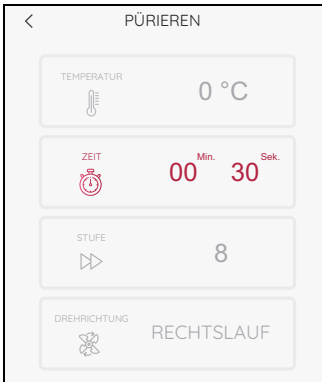 PÜRIEREN
TEMPERATUR
0 °C
ZEIT
00 Min. 30 Sek.
STUFE
8
DREHRICHTUNG
RECHTSLAUF